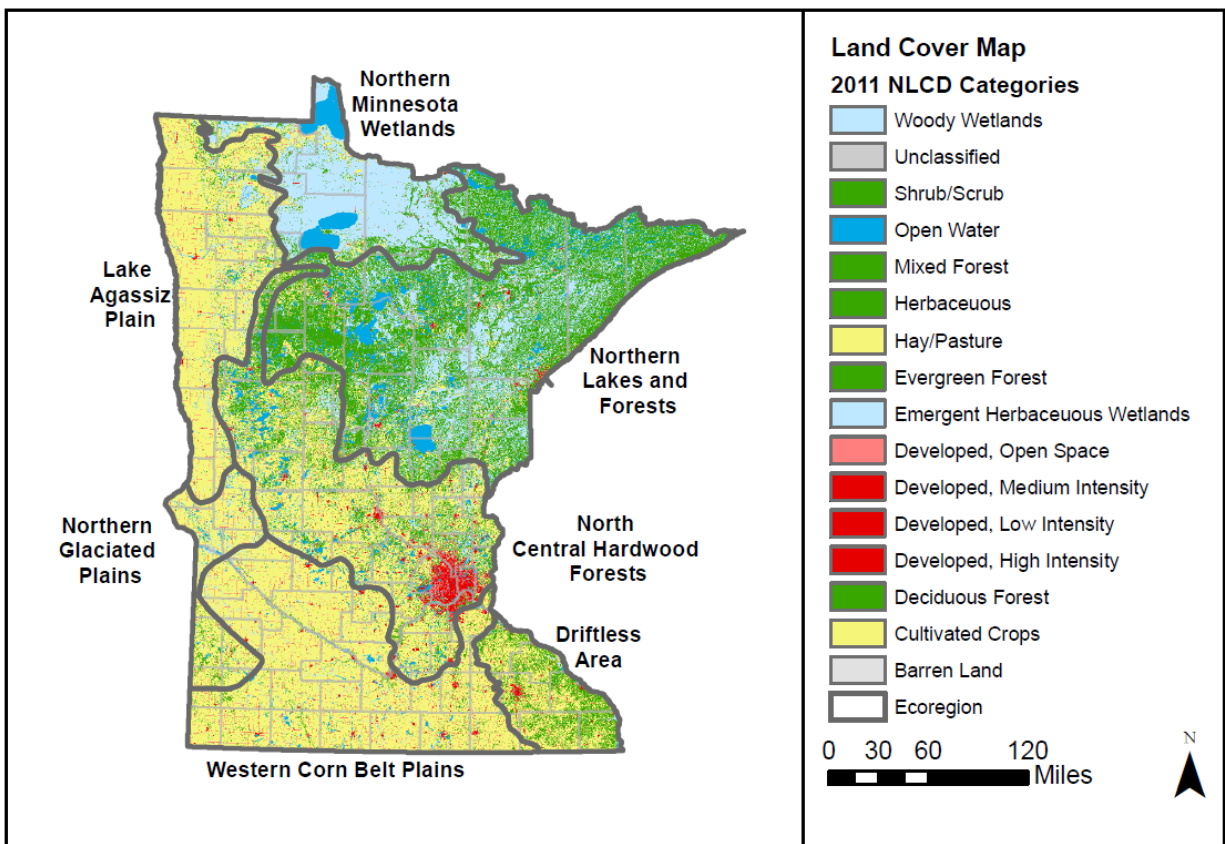 Northern
Minnesota
Wetlands
Lake
Agassiz
Plain
Northern
Lakes and
Forests
Northern
Glaciated
Plains
North
Central Hardwood
Forests
Driftless
Area
Western Corn Belt Plains
Land Cover Map
2011 NLCD Categories
Woody Wetlands
Unclassified
Shrub/Scrub
Open Water
Mixed Forest
Herbaceuous
Hay/Pasture
Evergreen Forest
Emergent Herbaceuous Wetlands
Developed, Open Space
Developed, Medium Intensity
Developed, Low Intensity
Developed, High Intensity
Deciduous Forest
Cultivated Crops
Barren Land
Ecoregion
N
0 30 60 120
Miles